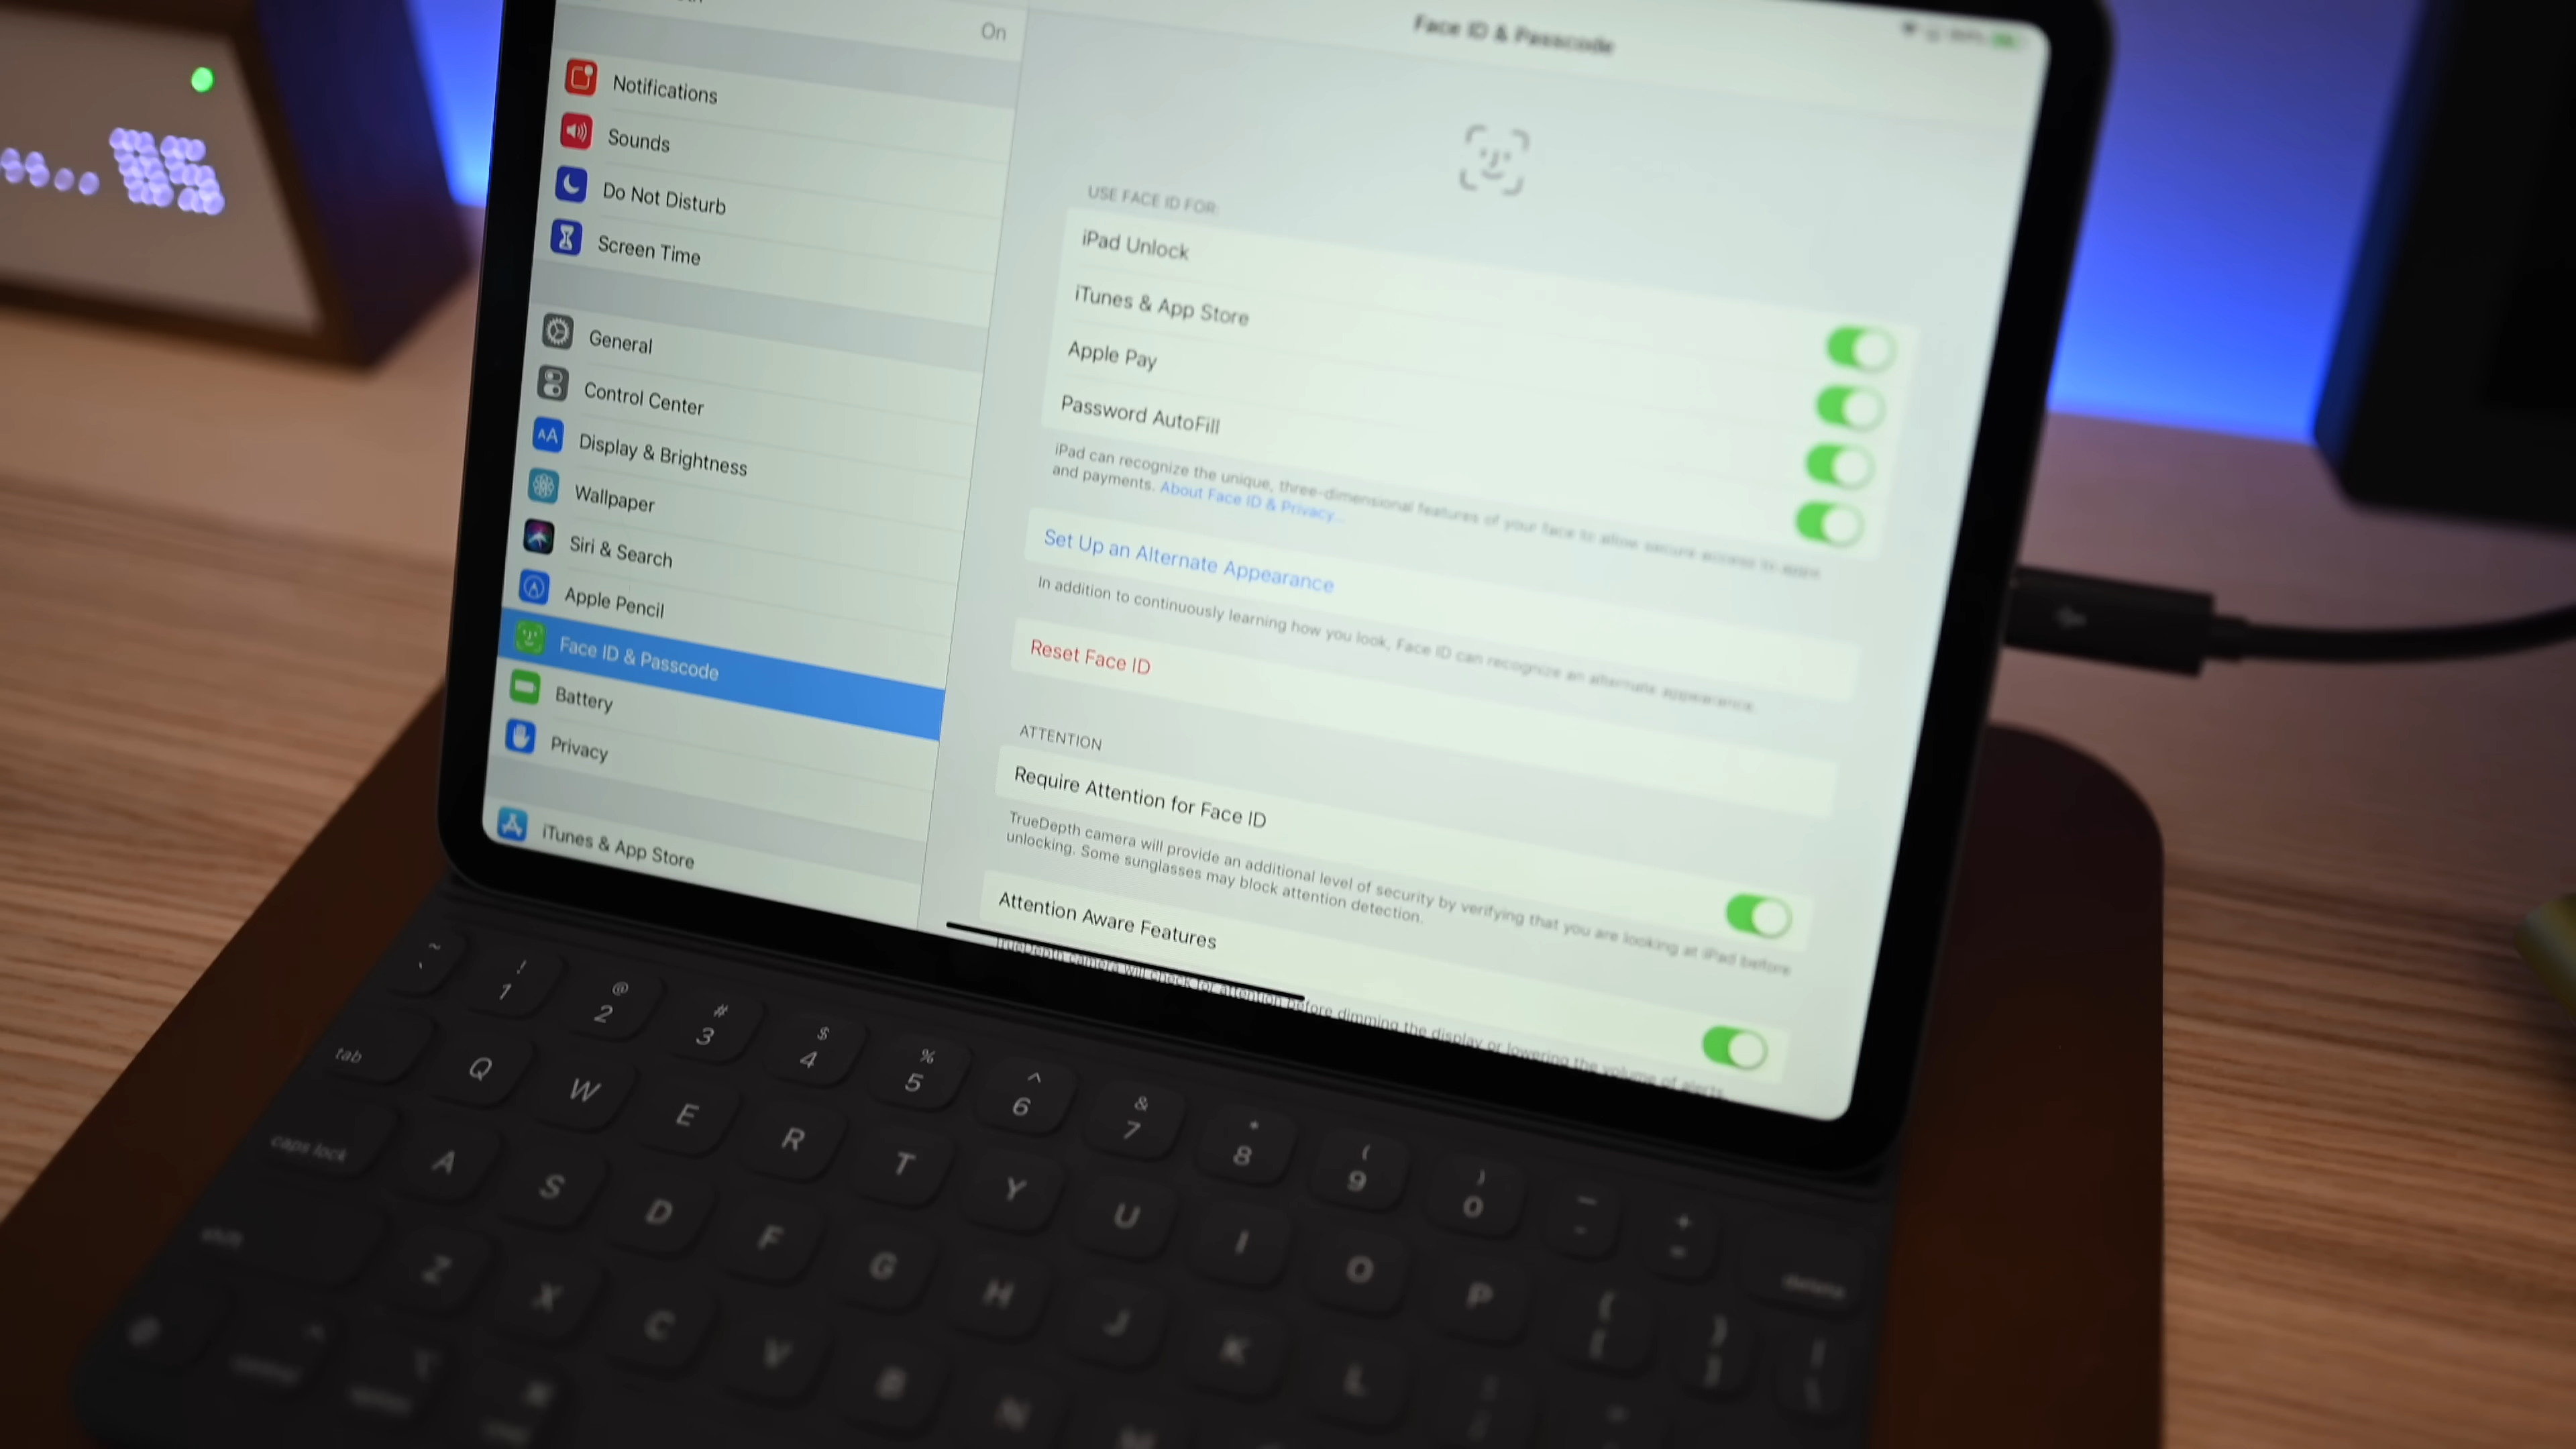 On
Notifications
Sounds
Do Not Disturb
Screen Time
General
Control Center
Display & Brightness
Wallpaper
Siri & Search
Apple Pencil
Face ID & Passcode
Battery
Privacy
iTunes & App Store
Face ID & Passcode
USE FACE ID FOR:
iPad Unlock
iTunes & App Store
Apple Pay
Password AutoFill
iPad can recognize the unique, three-dimensional features of your face to allow secure access to apps
and payments. About Face ID & Privacy...
Set Up an Alternate Appearance
In addition to continuously learning how you look, Face ID can recognize an alternate appearance.
Reset Face ID
ATTENTION
Require Attention for Face ID
TrueDepth camera will provide an additional level of security by verifying that you are looking at iPad before
unlocking. Some sunglasses may block attention detection.
Attention Aware Features
TrueDepth camera will check for attention before dimming the display or lowering the volume of alerts.
~ ! @ # $ % ^ & * ( ) _ +
` 1 2 3 4 5 6 7 8 9 0 - =
delete
tab Q W E R T Y U I O P { [ } ] | \
caps lock A S D F G H J K L
shift Z X C V B N M
control option cmd